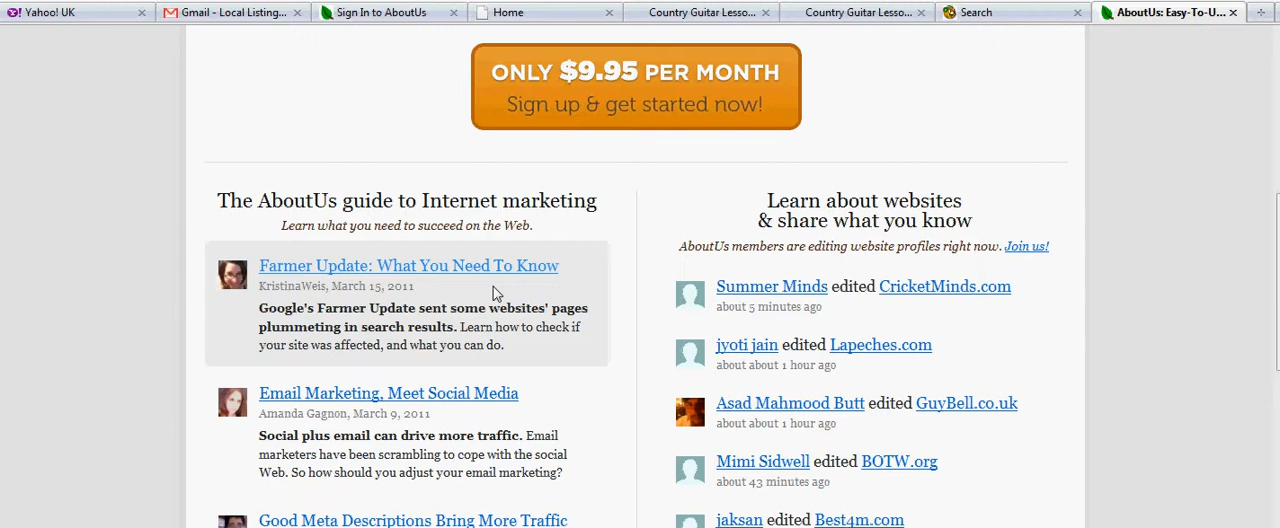 Yahoo! UK
Gmail - Local Listing...
Sign In to AboutUs
Home
Country Guitar Lesso...
Country Guitar Lesso...
Search
AboutUs: Easy-To-U...
ONLY $9.95 PER MONTH
Sign up & get started now!
The AboutUs guide to Internet marketing
Learn what you need to succeed on the Web.
Farmer Update: What You Need To Know
KristinaWeis, March 15, 2011
Google's Farmer Update sent some websites' pages
plummeting in search results. Learn how to check if
your site was affected, and what you can do.
Email Marketing, Meet Social Media
Amanda Gagnon, March 9, 2011
Social plus email can drive more traffic. Email
marketers have been scrambling to cope with the social
Web. So how should you adjust your email marketing?
Good Meta Descriptions Bring More Traffic
Learn about websites
& share what you know
AboutUs members are editing website profiles right now. Join us!
Summer Minds edited CricketMinds.com
about 5 minutes ago
jyoti jain edited Lapeches.com
about about 1 hour ago
Asad Mahmood Butt edited GuyBell.co.uk
about about 1 hour ago
Mimi Sidwell edited BOTW.org
about 43 minutes ago
jaksan edited Best4m.com